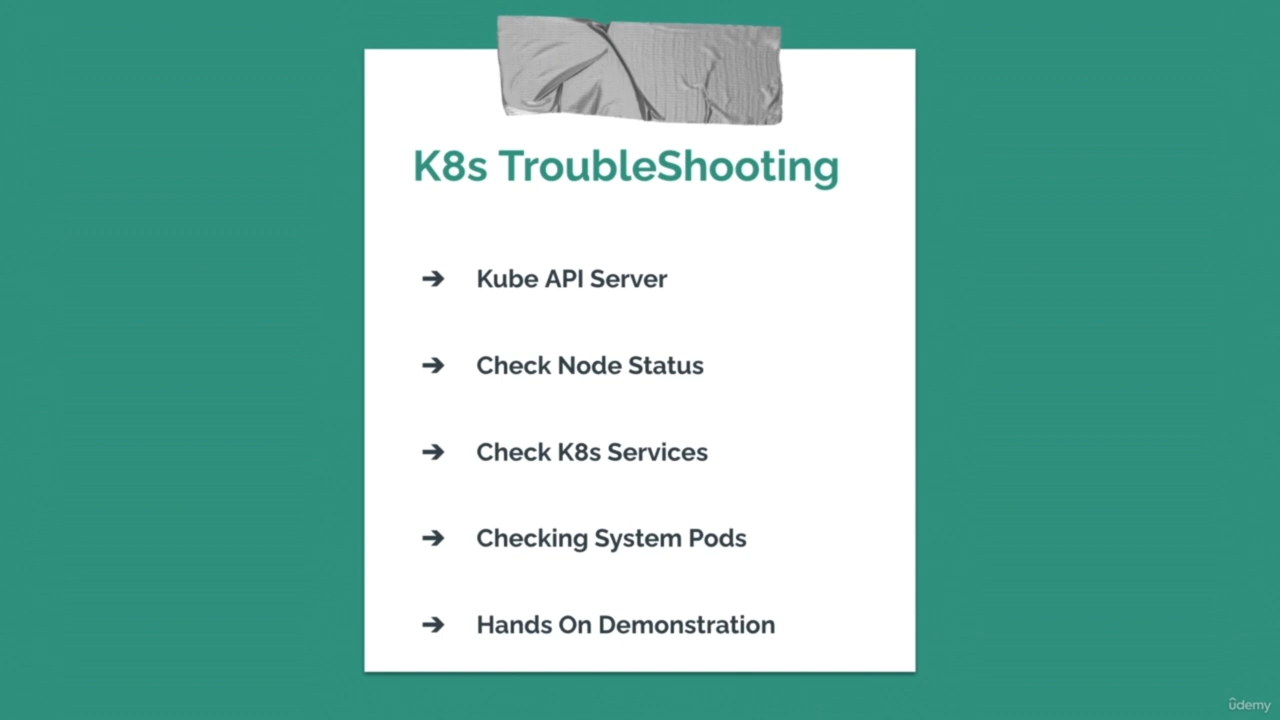 K8s TroubleShooting
➔ Kube API Server
➔ Check Node Status
➔ Check K8s Services
➔ Checking System Pods
➔ Hands On Demonstration
ûdemy